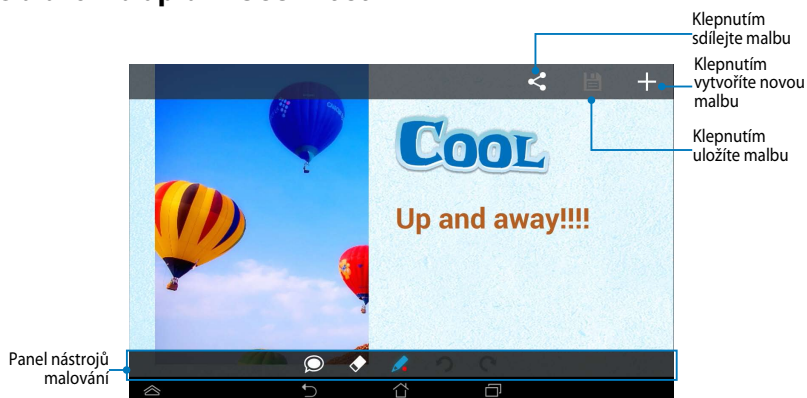 Klepnutím
sdílejte malbu
Klepnutím
vytvoříte novou
malbu
Klepnutím
uložíte malbu
COOL
Up and away!!!!
Panel nástrojů
malování